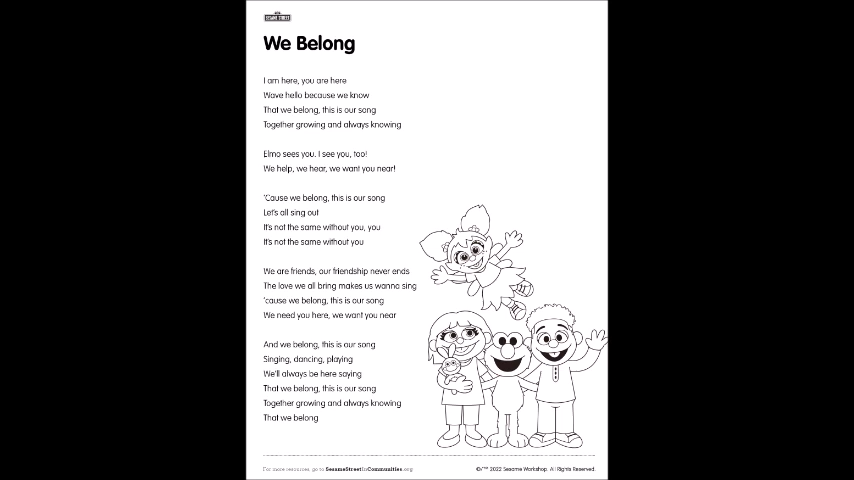 SESAME STREET
We Belong
I am here, you are here
Wave hello because we know
That we belong, this is our song
Together growing and always knowing
Elmo sees you. I see you, too!
We help, we hear, we want you near!
'Cause we belong, this is our song
Let's all sing out
It's not the same without you, you
It's not the same without you
We are friends, our friendship never ends
The love we all bring makes us wanna sing
'cause we belong, this is our song
We need you here, we want you near
And we belong, this is our song
Singing, dancing, playing
We'll always be here saying
That we belong, this is our song
Together growing and always knowing
That we belong
For more resources, go to SesameStreetInCommunities.org
©/™ 2022 Sesame Workshop. All Rights Reserved.